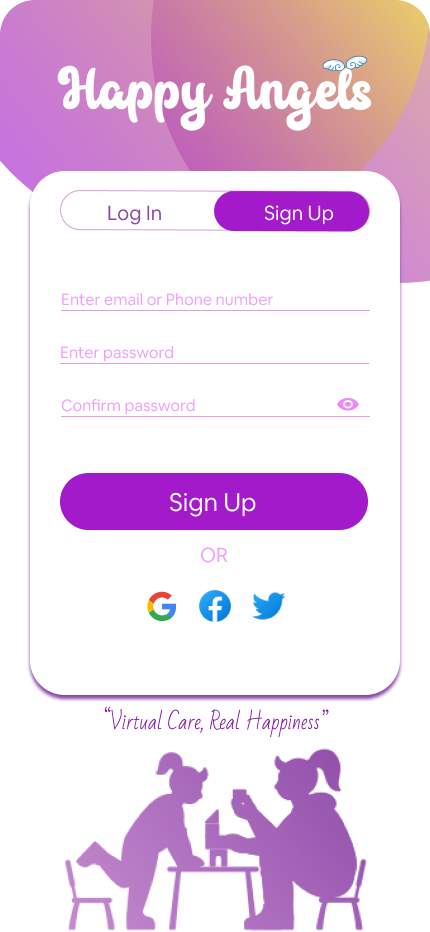 Happy Angels
Log In Sign Up
Enter email or Phone number
Enter password
Confirm password
Sign Up
OR
“Virtual Care, Real Happiness”